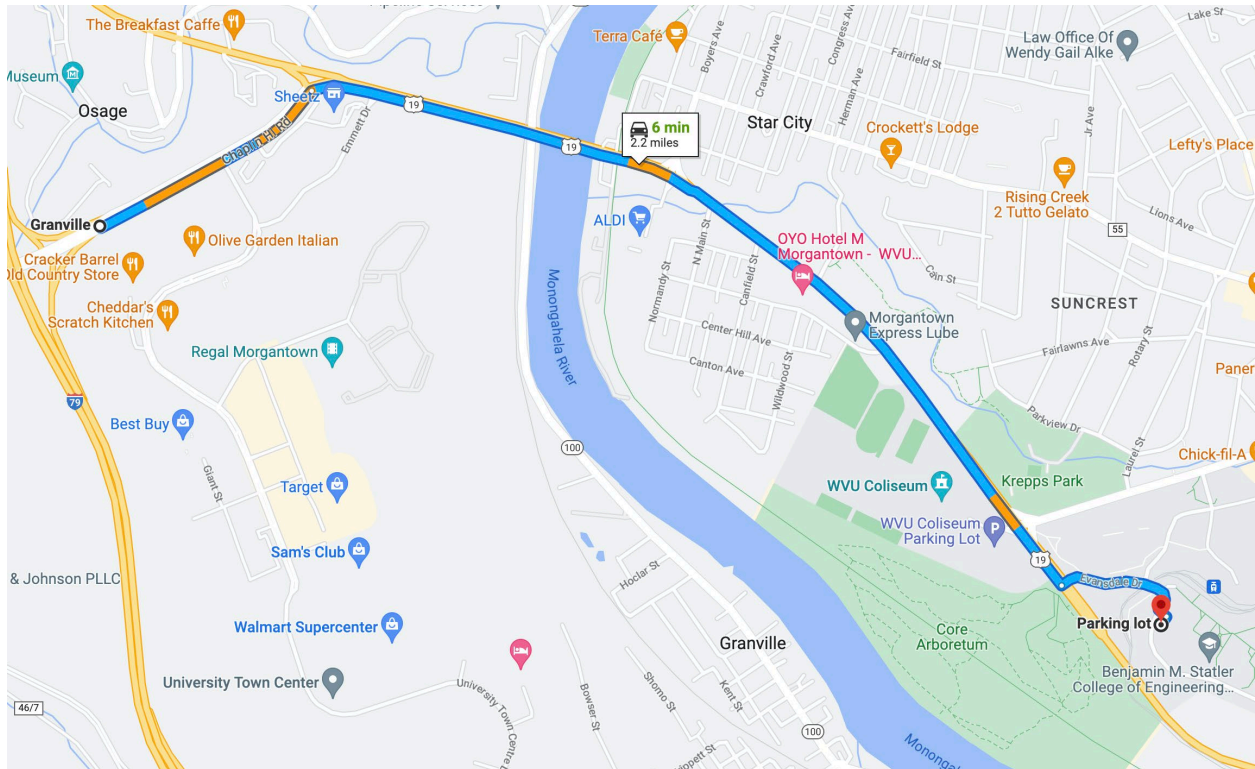 The Breakfast Caffe
Terra Café
Boyers Ave
Crawford Ave
Congress Ave
Lake St
Law Office Of
Wendy Gail Alke
Fairfield St
Herman Ave
Museum
Osage
Sheetz
19
Emmett Dr
Chaplin Hill Rd
19
6 min
2.2 miles
Star City
Crockett's Lodge
Jr Ave
Lefty's Place
Rising Creek
2 Tutto Gelato
Lions Ave
55
Granville
Olive Garden Italian
Cracker Barrel
Old Country Store
Cheddar's
Scratch Kitchen
ALDI
N Main St
Canfield St
Normandy St
OYO Hotel M
Morgantown - WVU...
Coin St
SUNCREST
Morgantown
Express Lube
Center Hill Ave
Canton Ave
Wildwood St
Fairlawns Ave
Rotary St
Regal Morgantown
Monongahela River
Paner
79
Best Buy
Parkview Dr
Laurel St
Chick-fil-A
100
Giant St
Target
WVU Coliseum
Krepps Park
WVU Coliseum
Parking Lot
P
Sam's Club
19
Evansdale Dr
& Johnson PLLC
Hoclar St
Walmart Supercenter
Granville
Core
Arboretum
Parking lot
Benjamin M. Statler
College of Engineering...
University Town Center
University Town Centre
Bowser St
Shomo St
Kent St
46/7
100
Monongal